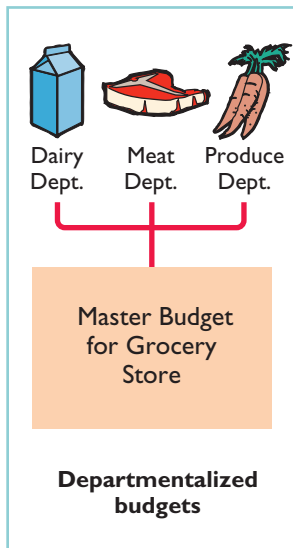 Dairy Dept.
Meat Dept.
Produce Dept.
Master Budget
for Grocery
Store
Departmentalized
budgets